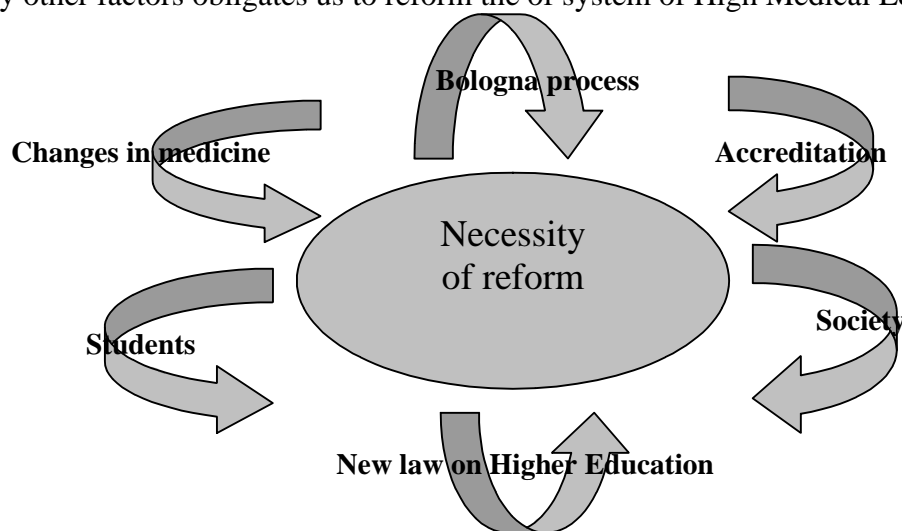 y other factors obligates us to reform the of system of High Medical
Bologna process
Changes in medicine
Accreditation
Necessity
of reform
Society
Students
New law on Higher Education